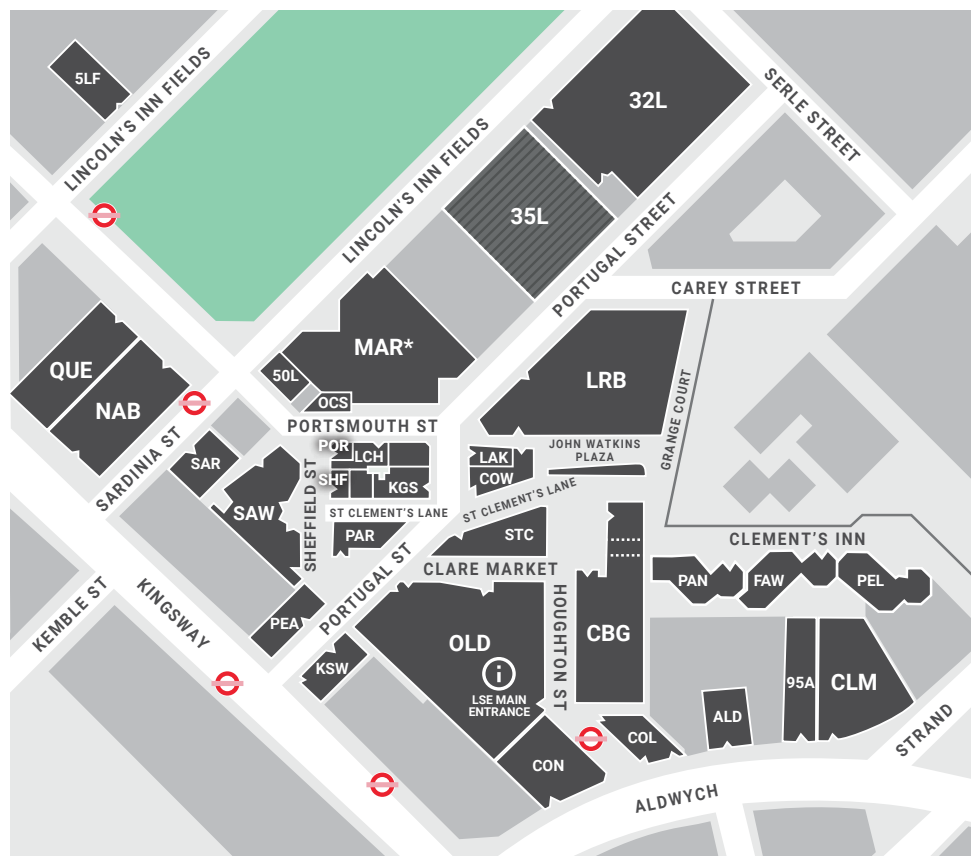 5LF
LINCOLN'S INN FIELDS
32L
SERLE STREET
LINCOLN'S INN FIELDS
35L
PORTUGAL STREET
CAREY STREET
MAR*
50L
OCS
QUE
NAB
LRB
GRANGE COURT
PORTSMOUTH ST
SARDINIA ST
SAR
SAW
SHEFFIELD ST
POR
LCH
SHF
KGS
LAK
COW
JOHN WATKINS
PLAZA
ST CLEMENT'S LANE
ST CLEMENT'S LANE
PAR
STC
CLEMENT'S INN
CLARE MARKET
PORTUGAL ST
PAN
FAW
PEL
KEMBLE ST
KINGSWAY
PEA
KSW
OLD
i
LSE MAIN
ENTRANCE
HOUGHTON ST
CBG
95A
CLM
ALD
COL
CON
STRAND
ALDWYCH